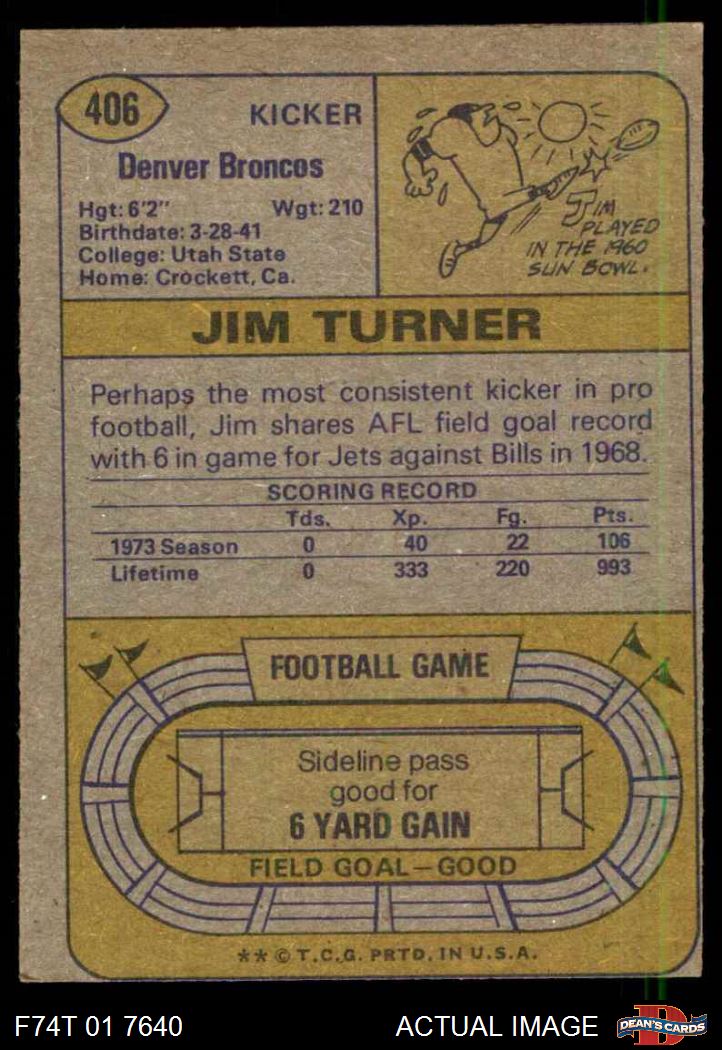 406
KICKER
Denver Broncos
Hgt: 6'2" Wgt: 210
Birthdate: 3-28-41
College: Utah State
Home: Crockett, Ca.
JIM
PLAYED
IN THE 1960
SUN BOWL.
JIM TURNER
Perhaps the most consistent kicker in pro
football, Jim shares AFL field goal record
with 6 in game for Jets against Bills in 1968.
SCORING RECORD
Tds. Xp. Fg. Pts.
1973 Season 0 40 22 106
Lifetime 0 333 220 993
FOOTBALL GAME
Sideline pass
good for
6 YARD GAIN
FIELD GOAL—GOOD
** © T.C.G. PRTD. IN U.S.A.
F74T 01 7640
ACTUAL IMAGE
D
DEAN'S CARDS